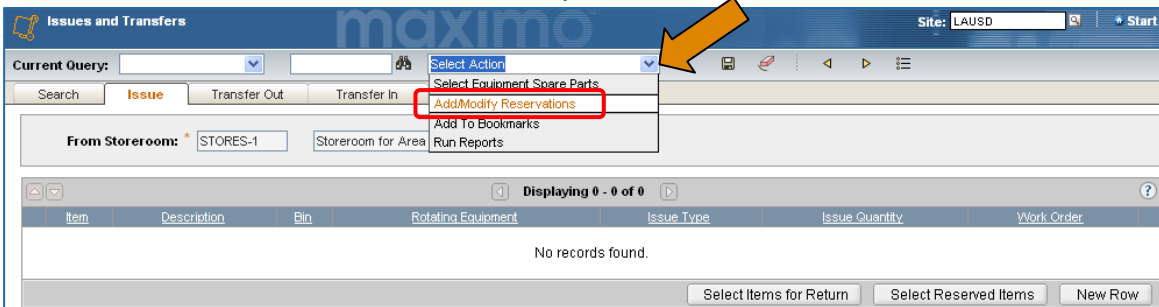 Issues and Transfers maximo Site: LAUSD Start
Current Query: Select Action
Select Equipment Spare Parts
Search Issue Transfer Out Transfer In Add/Modify Reservations
Add To Bookmarks
From Storeroom: * STORES-1 Storeroom for Area Run Reports
Displaying 0 - 0 of 0 ?
Item Description Bin Rotating Equipment Issue Type Issue Quantity Work Order
No records found.
Select Items for Return Select Reserved Items New Row